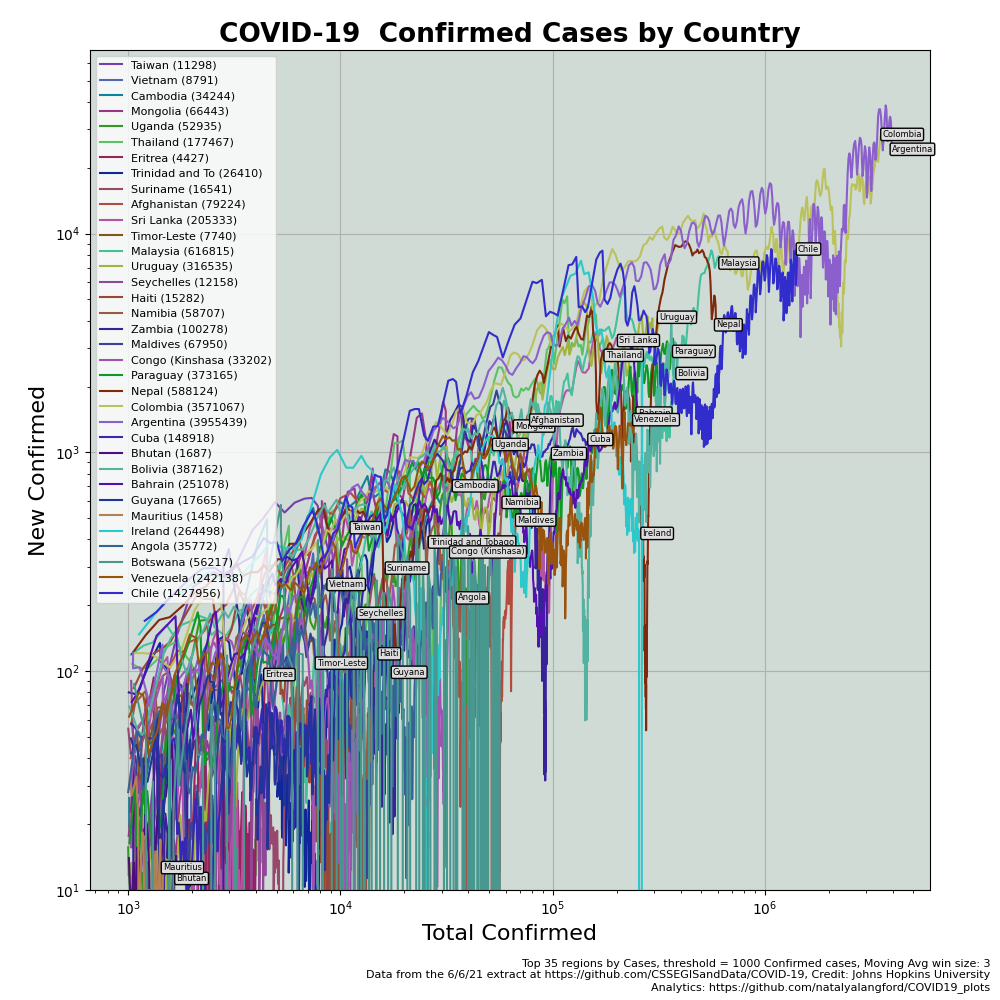 COVID-19  Confirmed Cases by Country
Taiwan (11298)
Vietnam (8791)
Cambodia (34244)
Mongolia (66443)
Uganda (52935)
Thailand (177467)
Eritrea (4427)
Trinidad and To (26410)
Suriname (16541)
Afghanistan (79224)
Sri Lanka (205333)
Timor-Leste (7740)
Malaysia (616815)
Uruguay (316535)
Seychelles (12158)
Haiti (15282)
Namibia (58707)
Zambia (100278)
Maldives (67950)
Congo (Kinshasa (33202)
Paraguay (373165)
Nepal (588124)
Colombia (3571067)
Argentina (3955439)
Cuba (148918)
Bhutan (1687)
Bolivia (387162)
Bahrain (251078)
Guyana (17665)
Mauritius (1458)
Ireland (264498)
Angola (35772)
Botswana (56217)
Venezuela (242138)
Chile (1427956)
Colombia
Argentina
Chile
Malaysia
Uruguay
Nepal
Sri Lanka
Paraguay
Thailand
Bolivia
Bahrain
Venezuela
Afghanistan
Mongolia
Cuba
Uganda
Zambia
Cambodia
Namibia
Maldives
Taiwan
Ireland
Trinidad and Tobago
Congo (Kinshasa)
Suriname
Vietnam
Angola
Seychelles
Haiti
Timor-Leste
Guyana
Eritrea
Mauritius
Bhutan
10⁴
10³
10²
10¹
New Confirmed
10³ 10⁴ 10⁵ 10⁶
Total Confirmed
Top 35 regions by Cases, threshold = 1000 Confirmed cases, Moving Avg win size: 3
Data from the 6/6/21 extract at https://github.com/CSSEGISandData/COVID-19, Credit: Johns Hopkins University
Analytics: https://github.com/natalyalangford/COVID19_plots